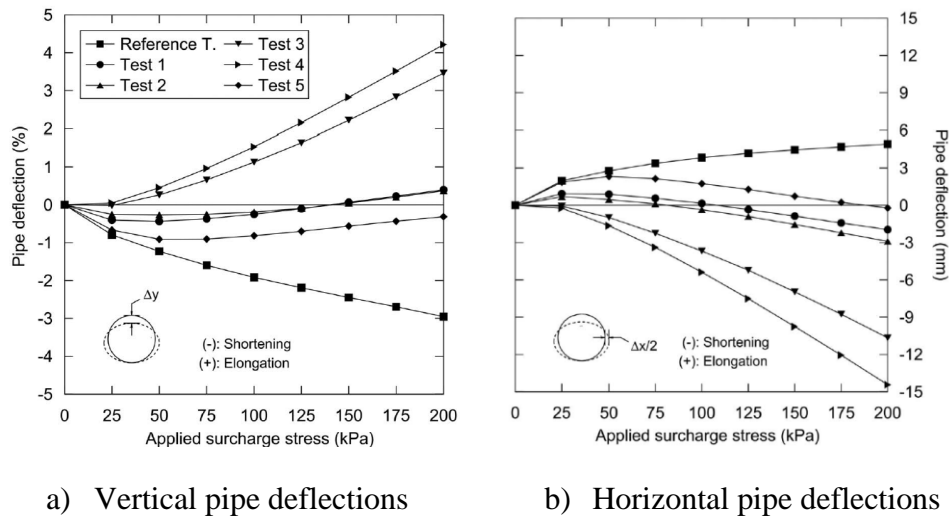 Reference T.
Test 1
Test 2
Test 3
Test 4
Test 5
5
4
3
2
1
0
-1
-2
-3
-4
-5
Pipe deflection (%)
Δy
(-): Shortening
(+): Elongation
0 25 50 75 100 125 150 175 200
Applied surcharge stress (kPa)
15
12
9
6
3
0
-3
-6
-9
-12
-15
Pipe deflection (mm)
Δx/2
(-): Shortening
(+): Elongation
0 25 50 75 100 125 150 175 200
Applied surcharge stress (kPa)
a) Vertical pipe deflections
b) Horizontal pipe deflections